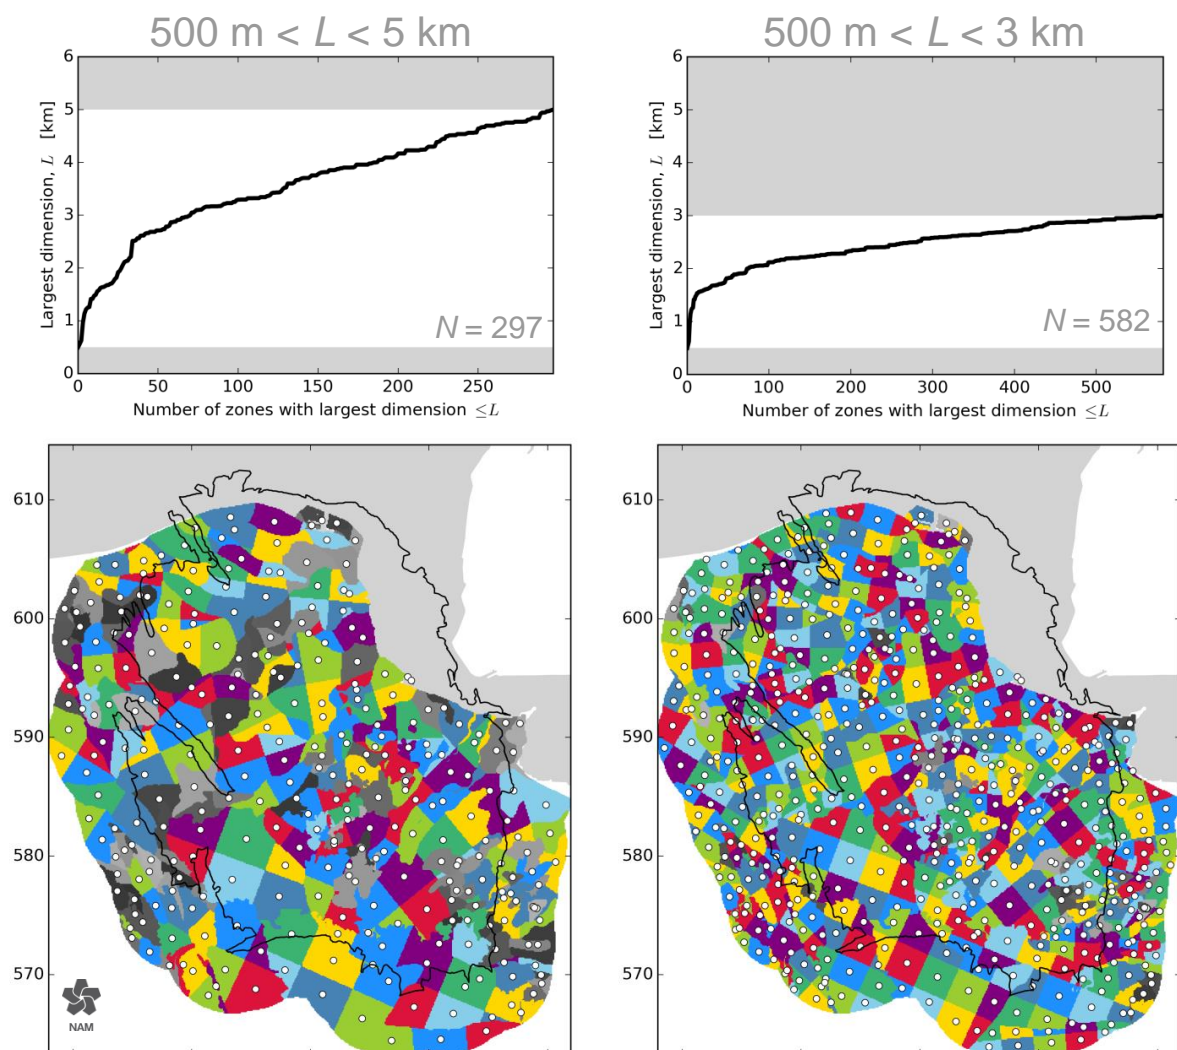 500 m < L < 5 km
500 m < L < 3 km
6
5
4
3
2
1
0
Largest dimension, L [km]
N = 297
0 50 100 150 200 250
Number of zones with largest dimension ≤L
6
5
4
3
2
1
0
Largest dimension, L [km]
N = 582
0 100 200 300 400 500
Number of zones with largest dimension ≤L
610
600
590
580
570
NAM
610
600
590
580
570